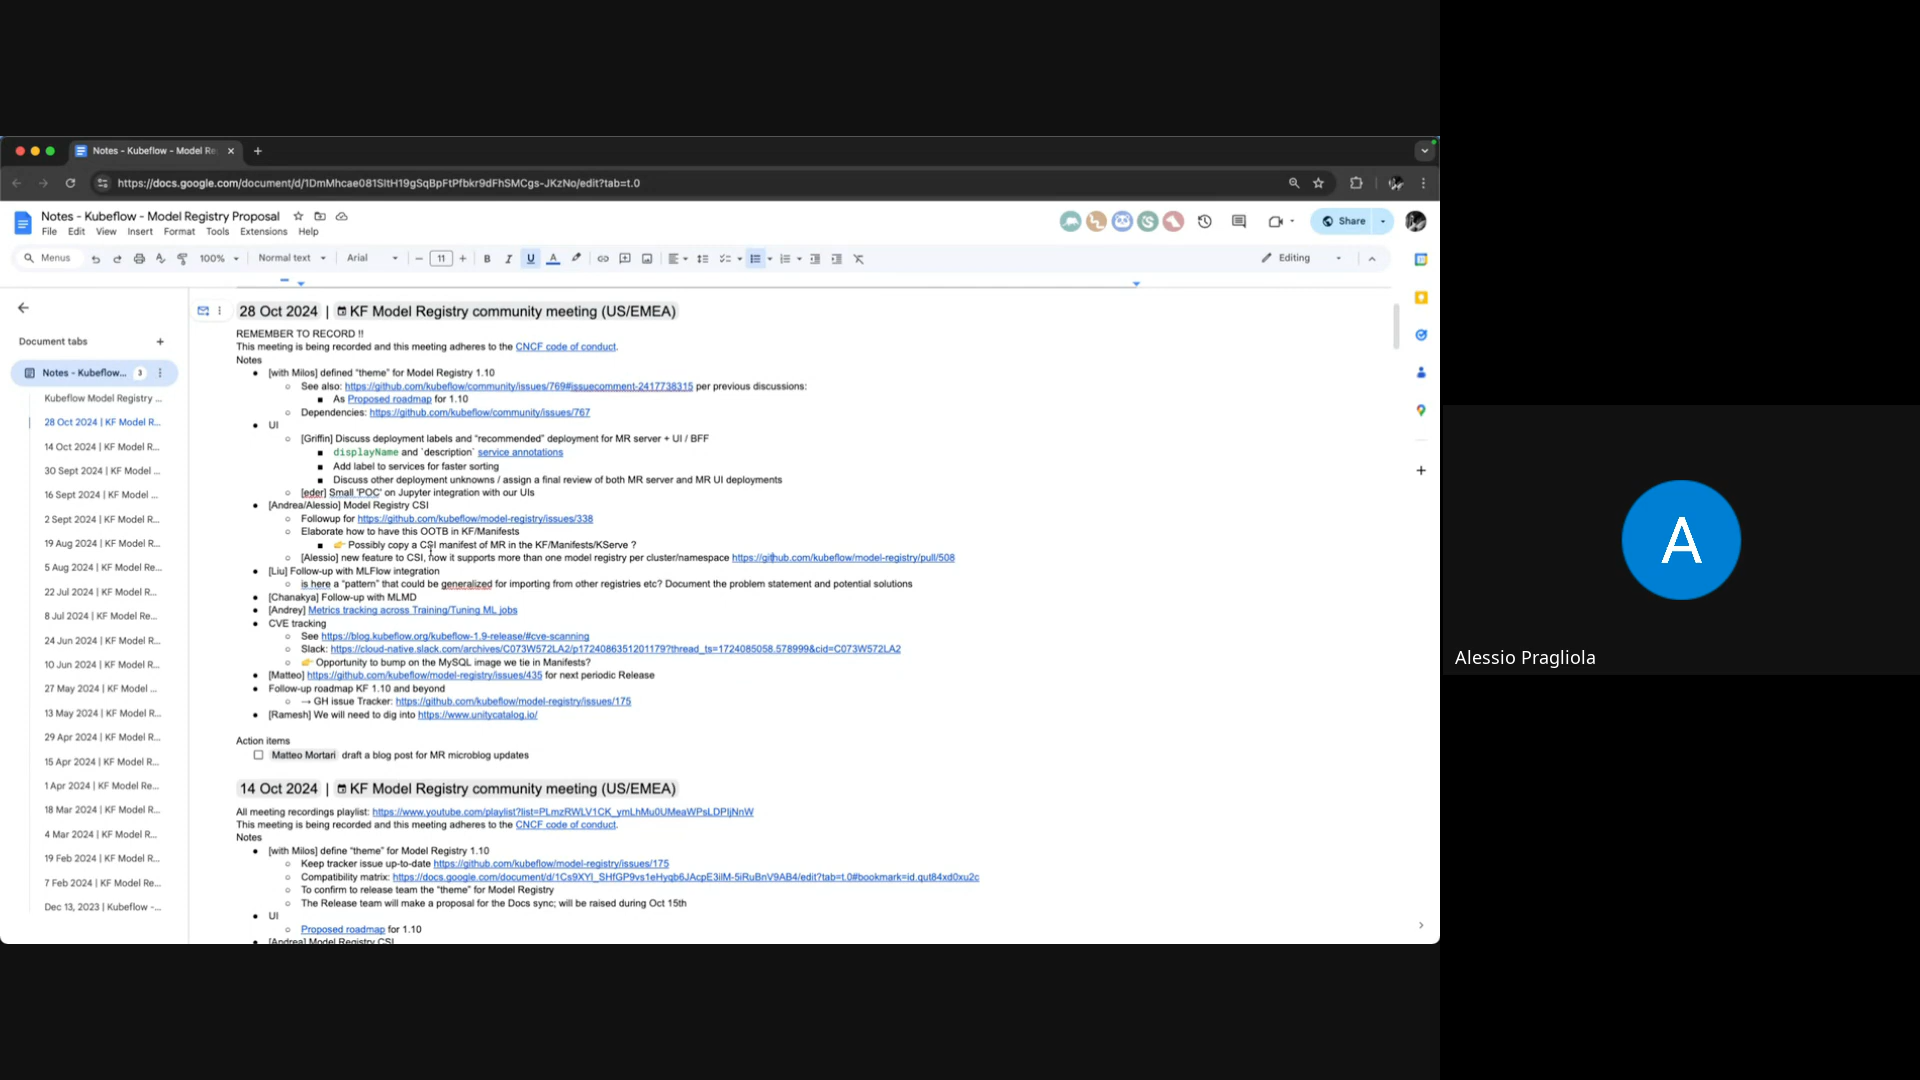 Notes - Kubeflow - Model Re
https://docs.google.com/document/d/1DmMhcae081SItH19gSqBpFtPfbkr9dFhSMCgs-JKzNo/edit?tab=t.0
Notes - Kubeflow - Model Registry Proposal
File Edit View Insert Format Tools Extensions Help
Share
Menus 100% Normal text Arial 11 Editing
Document tabs
Notes - Kubeflow... 3
Kubeflow Model Registry ...
28 Oct 2024 | KF Model R...
14 Oct 2024 | KF Model R...
30 Sept 2024 | KF Model ...
16 Sept 2024 | KF Model ...
2 Sept 2024 | KF Model R...
19 Aug 2024 | KF Model R...
5 Aug 2024 | KF Model Re...
22 Jul 2024 | KF Model R...
8 Jul 2024 | KF Model Re...
24 Jun 2024 | KF Model R...
10 Jun 2024 | KF Model R...
27 May 2024 | KF Model ...
13 May 2024 | KF Model R...
29 Apr 2024 | KF Model R...
15 Apr 2024 | KF Model R...
1 Apr 2024 | KF Model Re...
18 Mar 2024 | KF Model R...
4 Mar 2024 | KF Model R...
19 Feb 2024 | KF Model R...
7 Feb 2024 | KF Model Re...
Dec 13, 2023 | Kubeflow -...
28 Oct 2024 | KF Model Registry community meeting (US/EMEA)
REMEMBER TO RECORD !!
This meeting is being recorded and this meeting adheres to the CNCF code of conduct.
Notes
[with Milos] defined “theme” for Model Registry 1.10
See also: https://github.com/kubeflow/community/issues/769#issuecomment-2417738315 per previous discussions:
As Proposed roadmap for 1.10
Dependencies: https://github.com/kubeflow/community/issues/767
UI
[Griffin] Discuss deployment labels and “recommended” deployment for MR server + UI / BFF
displayName and `description` service annotations
Add label to services for faster sorting
Discuss other deployment unknowns / assign a final review of both MR server and MR UI deployments
[eder] Small 'POC' on Jupyter integration with our UIs
[Andrea/Alessio] Model Registry CSI
Followup for https://github.com/kubeflow/model-registry/issues/338
Elaborate how to have this OOTB in KF/Manifests
👉 Possibly copy a CSI manifest of MR in the KF/Manifests/KServe ?
[Alessio] new feature to CSI, how it supports more than one model registry per cluster/namespace https://github.com/kubeflow/model-registry/pull/508
[Liu] Follow-up with MLFlow integration
is here a “pattern” that could be generalized for importing from other registries etc? Document the problem statement and potential solutions
[Chanakya] Follow-up with MLMD
[Andrey] Metrics tracking across Training/Tuning ML jobs
CVE tracking
See https://blog.kubeflow.org/kubeflow-1.9-release/#cve-scanning
Slack: https://cloud-native.slack.com/archives/C073W572LA2/p1724086351201179?thread_ts=1724085058.578999&cid=C073W572LA2
👉 Opportunity to bump on the MySQL image we tie in Manifests?
[Matteo] https://github.com/kubeflow/model-registry/issues/435 for next periodic Release
Follow-up roadmap KF 1.10 and beyond
→ GH issue Tracker: https://github.com/kubeflow/model-registry/issues/175
[Ramesh] We will need to dig into https://www.unitycatalog.io/
Action items
Matteo Mortari draft a blog post for MR microblog updates
14 Oct 2024 | KF Model Registry community meeting (US/EMEA)
All meeting recordings playlist: https://www.youtube.com/playlist?list=PLmzRWLV1CK_ymLhMu0UMeaWPsLDPIjNnW
This meeting is being recorded and this meeting adheres to the CNCF code of conduct.
Notes
[with Milos] define “theme” for Model Registry 1.10
Keep tracker issue up-to-date https://github.com/kubeflow/model-registry/issues/175
Compatibility matrix: https://docs.google.com/document/d/1Cs9XYI_SHfGP9vs1eHyqb6JAcpE3iIM-5iRuBnV9AB4/edit?tab=t.0#bookmark=id.qut84xd0xu2c
To confirm to release team the “theme” for Model Registry
The Release team will make a proposal for the Docs sync; will be raised during Oct 15th
UI
Proposed roadmap for 1.10
[Andrea] Model Registry CSI
A
Alessio Pragliola